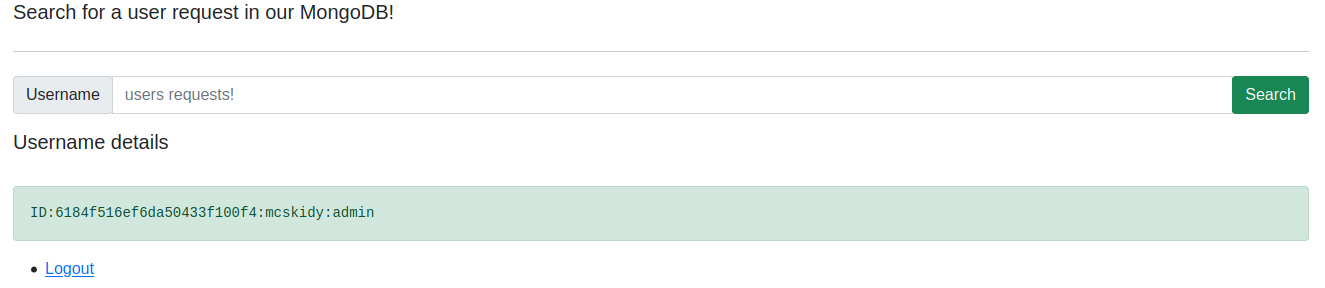 Search for a user request in our MongoDB!
Username users requests! Search
Username details
ID:6184f516ef6da50433f100f4:mcskidy:admin
Logout